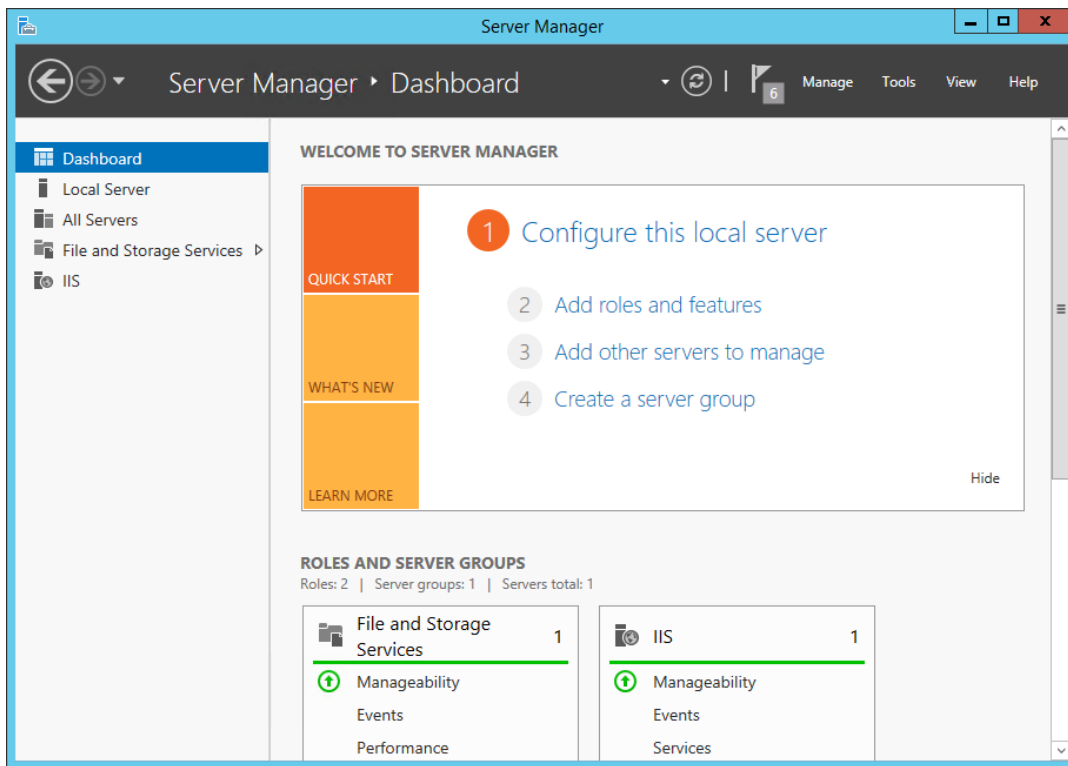 Server Manager
Server Manager ‣ Dashboard
6
Manage
Tools
View
Help
Dashboard
Local Server
All Servers
File and Storage Services
IIS
WELCOME TO SERVER MANAGER
QUICK START
WHAT'S NEW
LEARN MORE
1 Configure this local server
2 Add roles and features
3 Add other servers to manage
4 Create a server group
Hide
ROLES AND SERVER GROUPS
Roles: 2 | Server groups: 1 | Servers total: 1
File and Storage
Services
1
Manageability
Events
Performance
IIS
1
Manageability
Events
Services